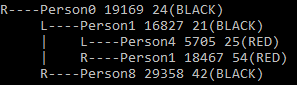 R----Person0 19169 24(BLACK)
     L----Person1 16827 21(BLACK)
     |    L----Person4 5705 25(RED)
     |    R----Person1 18467 54(RED)
     R----Person8 29358 42(BLACK)